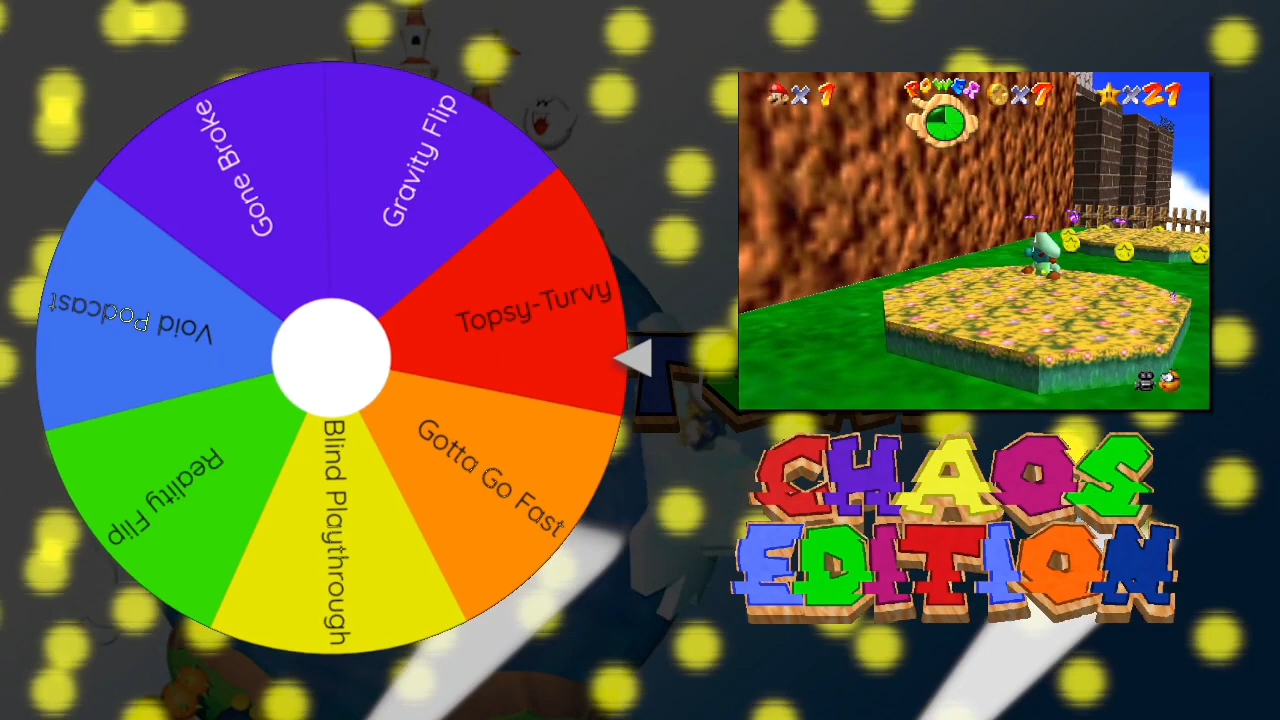 Gone Broke
Gravity Flip
Topsy-Turvy
Gotta Go Fast
Blind Playthrough
Reality Flip
Void Podcast
×1
POWER
×7
×21
CHAOS
EDITION